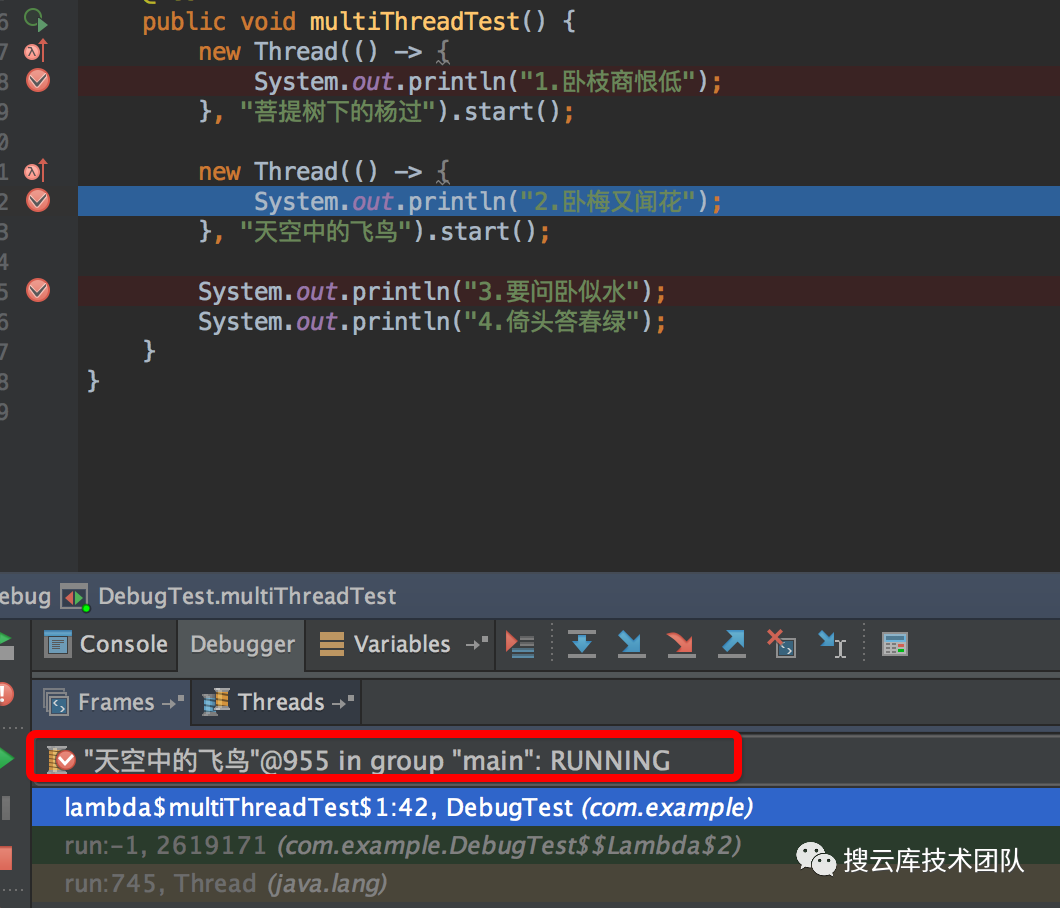 6 public void multiThreadTest() {
7 new Thread(() -> {
8 System.out.println("1.卧枝商恨低");
9 }, "菩提树下的杨过").start();
0
1 new Thread(() -> {
2 System.out.println("2.卧梅又闻花");
3 }, "天空中的飞鸟").start();
4
5 System.out.println("3.要问卧似水");
6 System.out.println("4.倚头答春绿");
7 }
8 }
9
ebug DebugTest.multiThreadTest
Console Debugger Variables
Frames Threads
"天空中的飞鸟"@955 in group "main": RUNNING
lambda$multiThreadTest$1:42, DebugTest (com.example)
run:-1, 2619171 (com.example.DebugTest$$Lambda$2)
run:745, Thread (java.lang)
搜云库技术团队